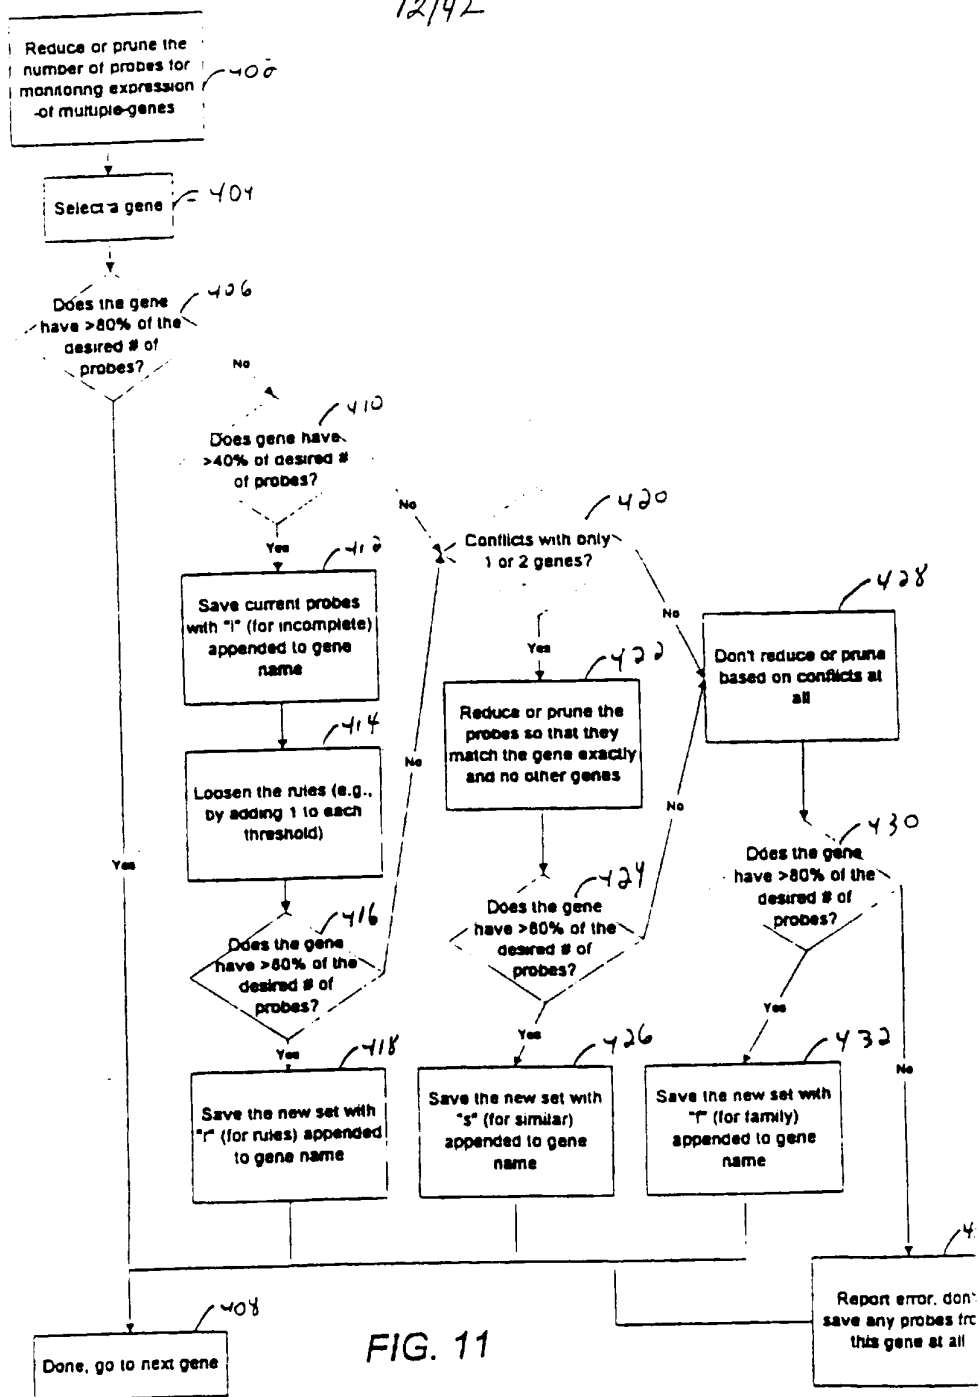 12/42
Reduce or prune the
number of probes for
monitoring expression
of multiple genes
402
Select a gene
404
Does the gene
have >80% of the
desired # of
probes?
406
No
Does gene have
>40% of desired #
of probes?
410
No
Yes
Conflicts with only
1 or 2 genes?
420
No
Yes
Save current probes
with "i" (for incomplete)
appended to gene
name
412
Reduce or prune the
probes so that they
match the gene exactly
and no other genes
422
Don't reduce or prune
based on conflicts at
all
428
Loosen the rules (e.g.,
by adding 1 to each
threshold)
414
No
No
Yes
Does the gene
have >80% of the
desired # of
probes?
416
Does the gene
have >80% of the
desired # of
probes?
424
Does the gene
have >80% of the
desired # of
probes?
430
Yes
Yes
Yes
No
Save the new set with
"r" (for rules) appended
to gene name
418
Save the new set with
"s" (for similar)
appended to gene
name
426
Save the new set with
"f" (for family)
appended to gene
name
432
Report error, don't
save any probes
this gene at all
Done, go to next gene
408
FIG. 11